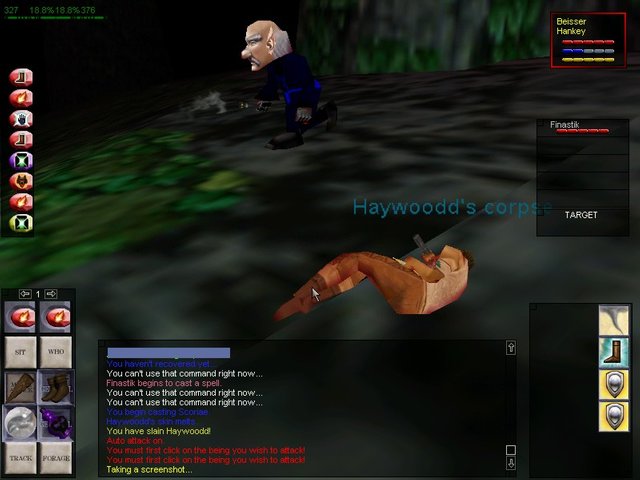 327 18.8%18.8%376
Beisser
Hankey
Finastik
Haywoodd's corpse
TARGET
1
SIT WHO
TRACK FORAGE
You haven't recovered yet...
You can't use that command right now...
Finastik begins to cast a spell.
You can't use that command right now...
You can't use that command right now...
You begin casting Scoriae.
Haywoodd's skin melts.
You have slain Haywoodd!
Auto attack on.
You must first click on the being you wish to attack!
You must first click on the being you wish to attack!
Taking a screenshot...